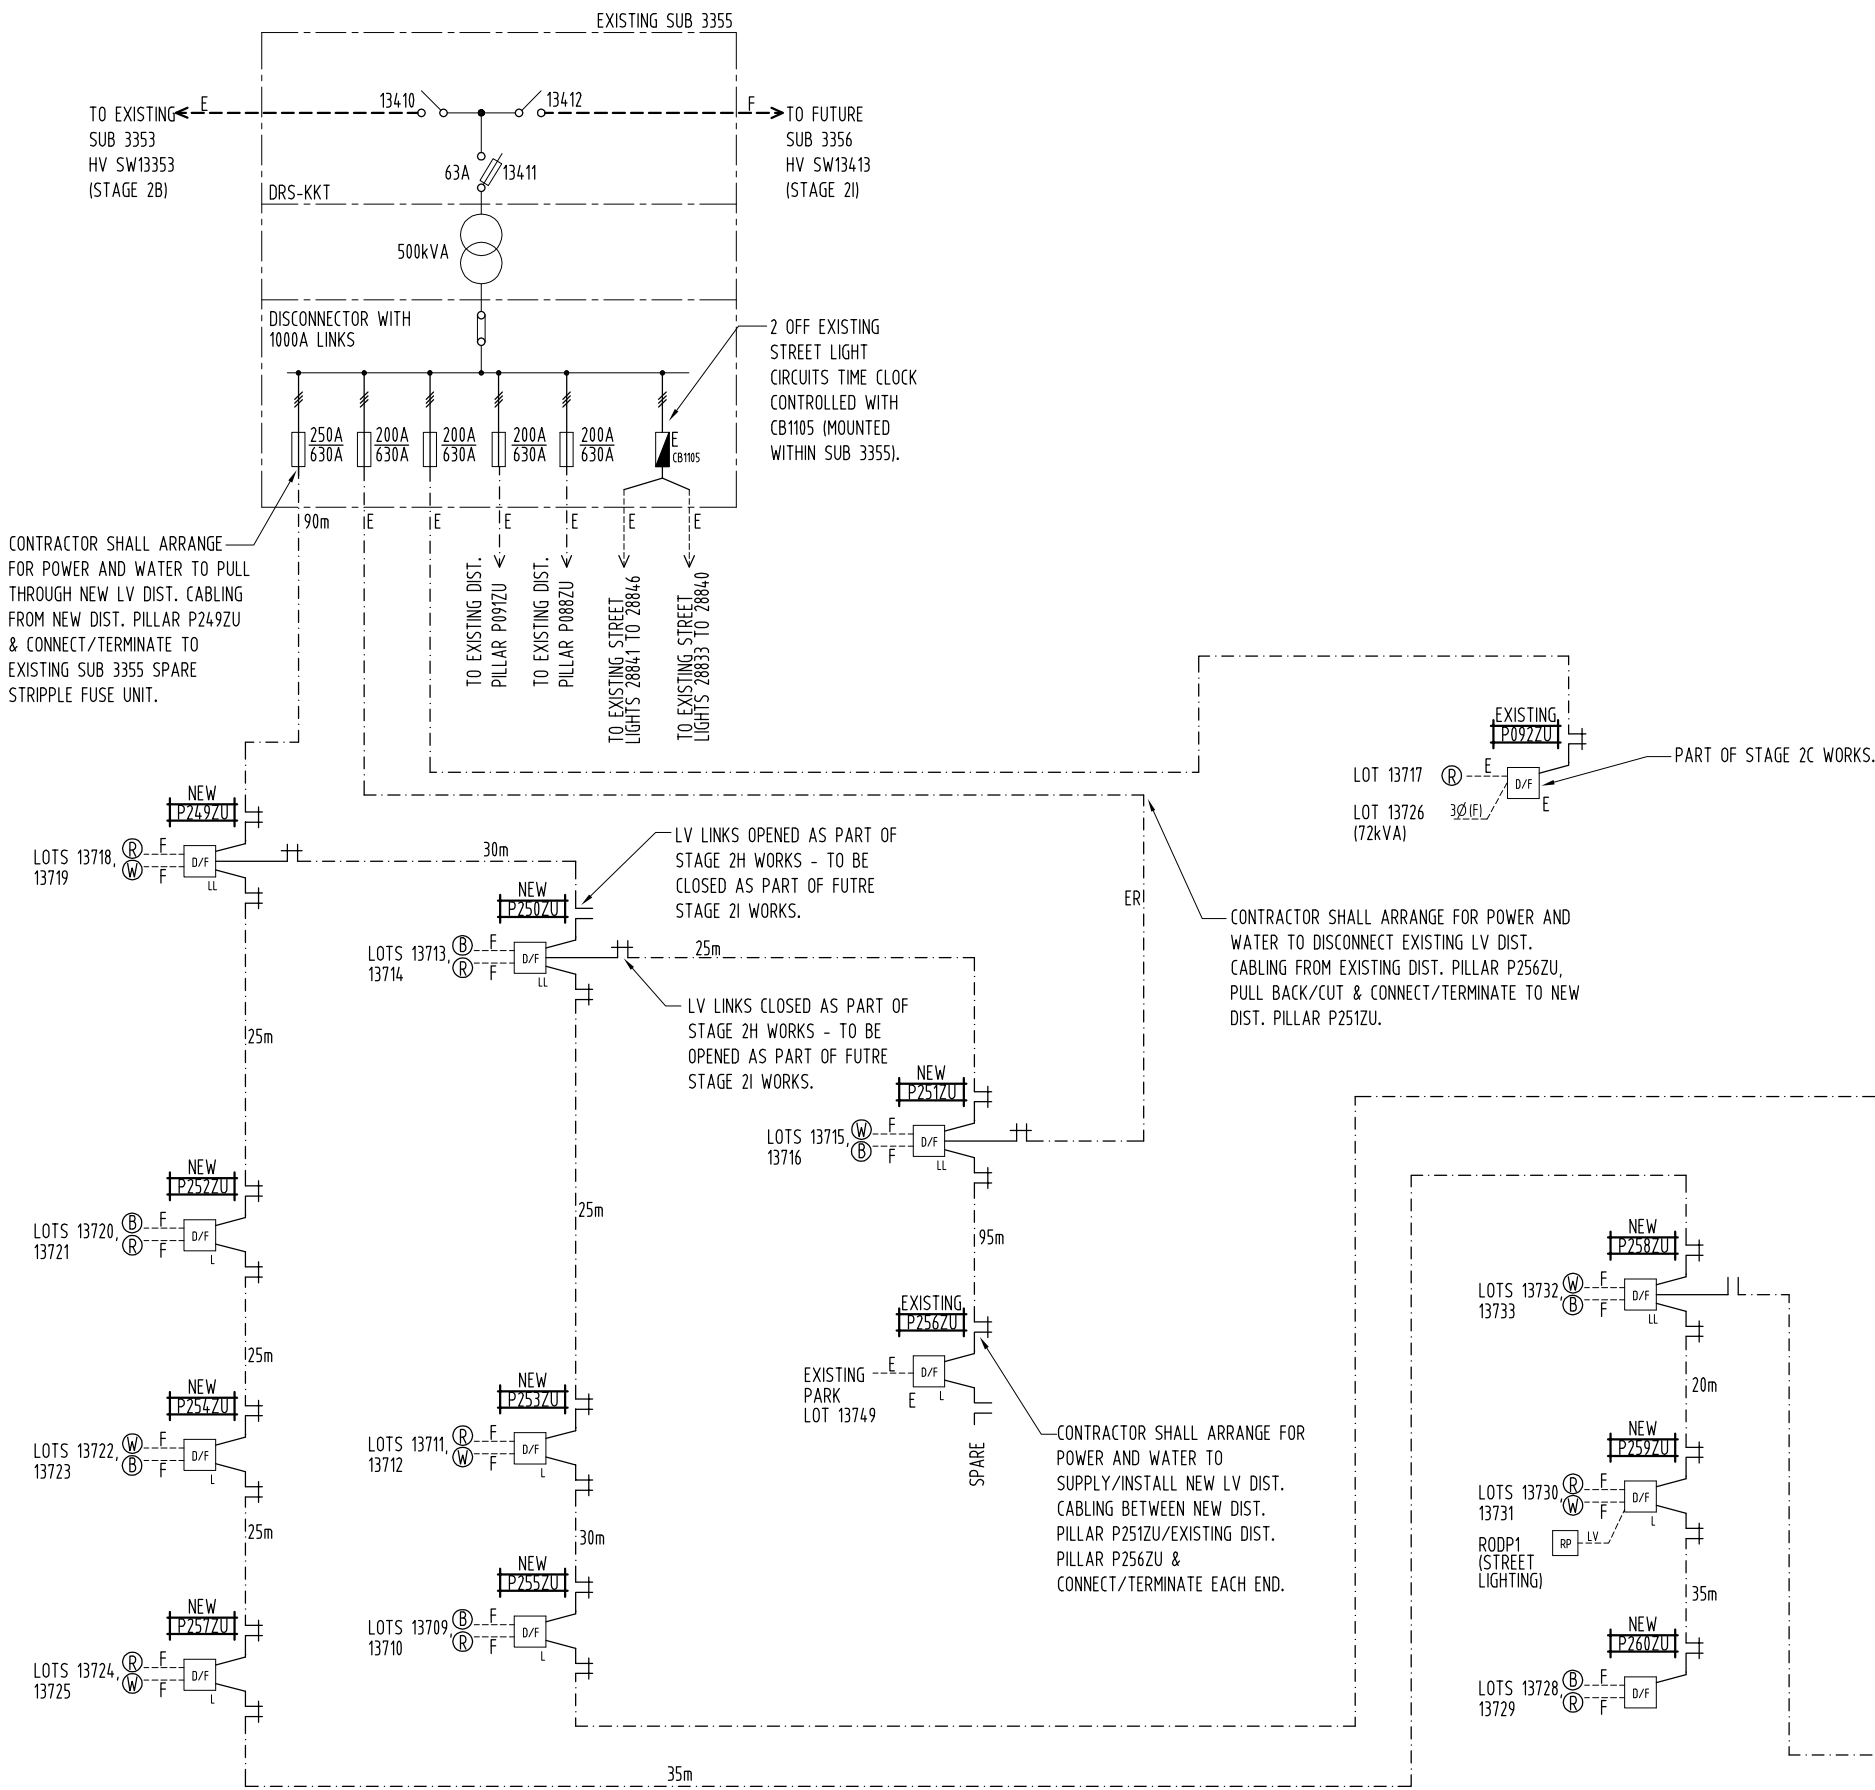 EXISTING SUB 3355
TO EXISTING
SUB 3353
HV SW13353
(STAGE 2B)
E
13410
13412
F
TO FUTURE
SUB 3356
HV SW13413
(STAGE 2I)
63A
13411
DRS-KKT
500kVA
DISCONNECTOR WITH
1000A LINKS
2 OFF EXISTING
STREET LIGHT
CIRCUITS TIME CLOCK
CONTROLLED WITH
CB1105 (MOUNTED
WITHIN SUB 3355).
250A
630A
200A
630A
200A
630A
200A
630A
200A
630A
E
CB1105
90m
E
E
E
E
E
E
CONTRACTOR SHALL ARRANGE
FOR POWER AND WATER TO PULL
THROUGH NEW LV DIST. CABLING
FROM NEW DIST. PILLAR P249ZU
& CONNECT/TERMINATE TO
EXISTING SUB 3355 SPARE
STRIPPLE FUSE UNIT.
TO EXISTING DIST.
PILLAR P091ZU
TO EXISTING DIST.
PILLAR P088ZU
TO EXISTING STREET
LIGHTS 28841 TO 28846
TO EXISTING STREET
LIGHTS 28833 TO 28840
EXISTING
P092ZU
LOT 13717
R
E
D/F
E
LOT 13726
(72kVA)
3Ø(F)
PART OF STAGE 2C WORKS.
NEW
P249ZU
LOTS 13718,
13719
R
F
W
F
D/F
LL
30m
LV LINKS OPENED AS PART OF
STAGE 2H WORKS - TO BE
CLOSED AS PART OF FUTRE
STAGE 2I WORKS.
NEW
P250ZU
LOTS 13713,
13714
B
F
R
F
D/F
LL
25m
LV LINKS CLOSED AS PART OF
STAGE 2H WORKS - TO BE
OPENED AS PART OF FUTRE
STAGE 2I WORKS.
ER
CONTRACTOR SHALL ARRANGE FOR POWER AND
WATER TO DISCONNECT EXISTING LV DIST.
CABLING FROM EXISTING DIST. PILLAR P256ZU,
PULL BACK/CUT & CONNECT/TERMINATE TO NEW
DIST. PILLAR P251ZU.
25m
NEW
P251ZU
LOTS 13715,
13716
W
F
B
F
D/F
LL
NEW
P252ZU
LOTS 13720,
13721
B
F
R
F
D/F
L
25m
95m
NEW
P258ZU
LOTS 13732,
13733
W
F
B
F
D/F
LL
EXISTING
P256ZU
EXISTING
PARK
LOT 13749
E
E
D/F
L
SPARE
CONTRACTOR SHALL ARRANGE FOR
POWER AND WATER TO
SUPPLY/INSTALL NEW LV DIST.
CABLING BETWEEN NEW DIST.
PILLAR P251ZU/EXISTING DIST.
PILLAR P256ZU &
CONNECT/TERMINATE EACH END.
25m
NEW
P254ZU
LOTS 13722,
13723
W
F
B
F
D/F
L
NEW
P253ZU
LOTS 13711,
13712
R
F
W
F
D/F
L
20m
NEW
P259ZU
LOTS 13730,
13731
R
F
W
F
D/F
L
RODP1
(STREET
LIGHTING)
RP
LV
25m
30m
NEW
P257ZU
LOTS 13724,
13725
R
F
W
F
D/F
L
NEW
P255ZU
LOTS 13709,
13710
B
F
R
F
D/F
L
35m
NEW
P260ZU
LOTS 13728,
13729
B
F
R
F
D/F
35m